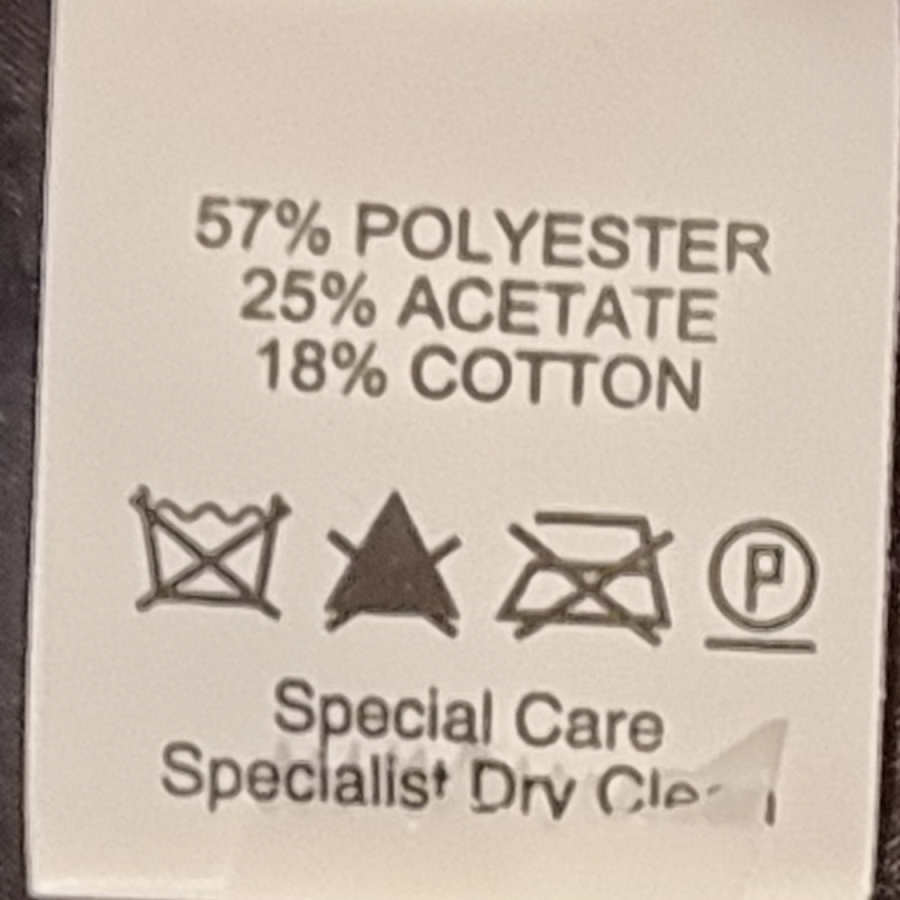 57% POLYESTER
25% ACETATE
18% COTTON
P
Special Care
Specialist Dry